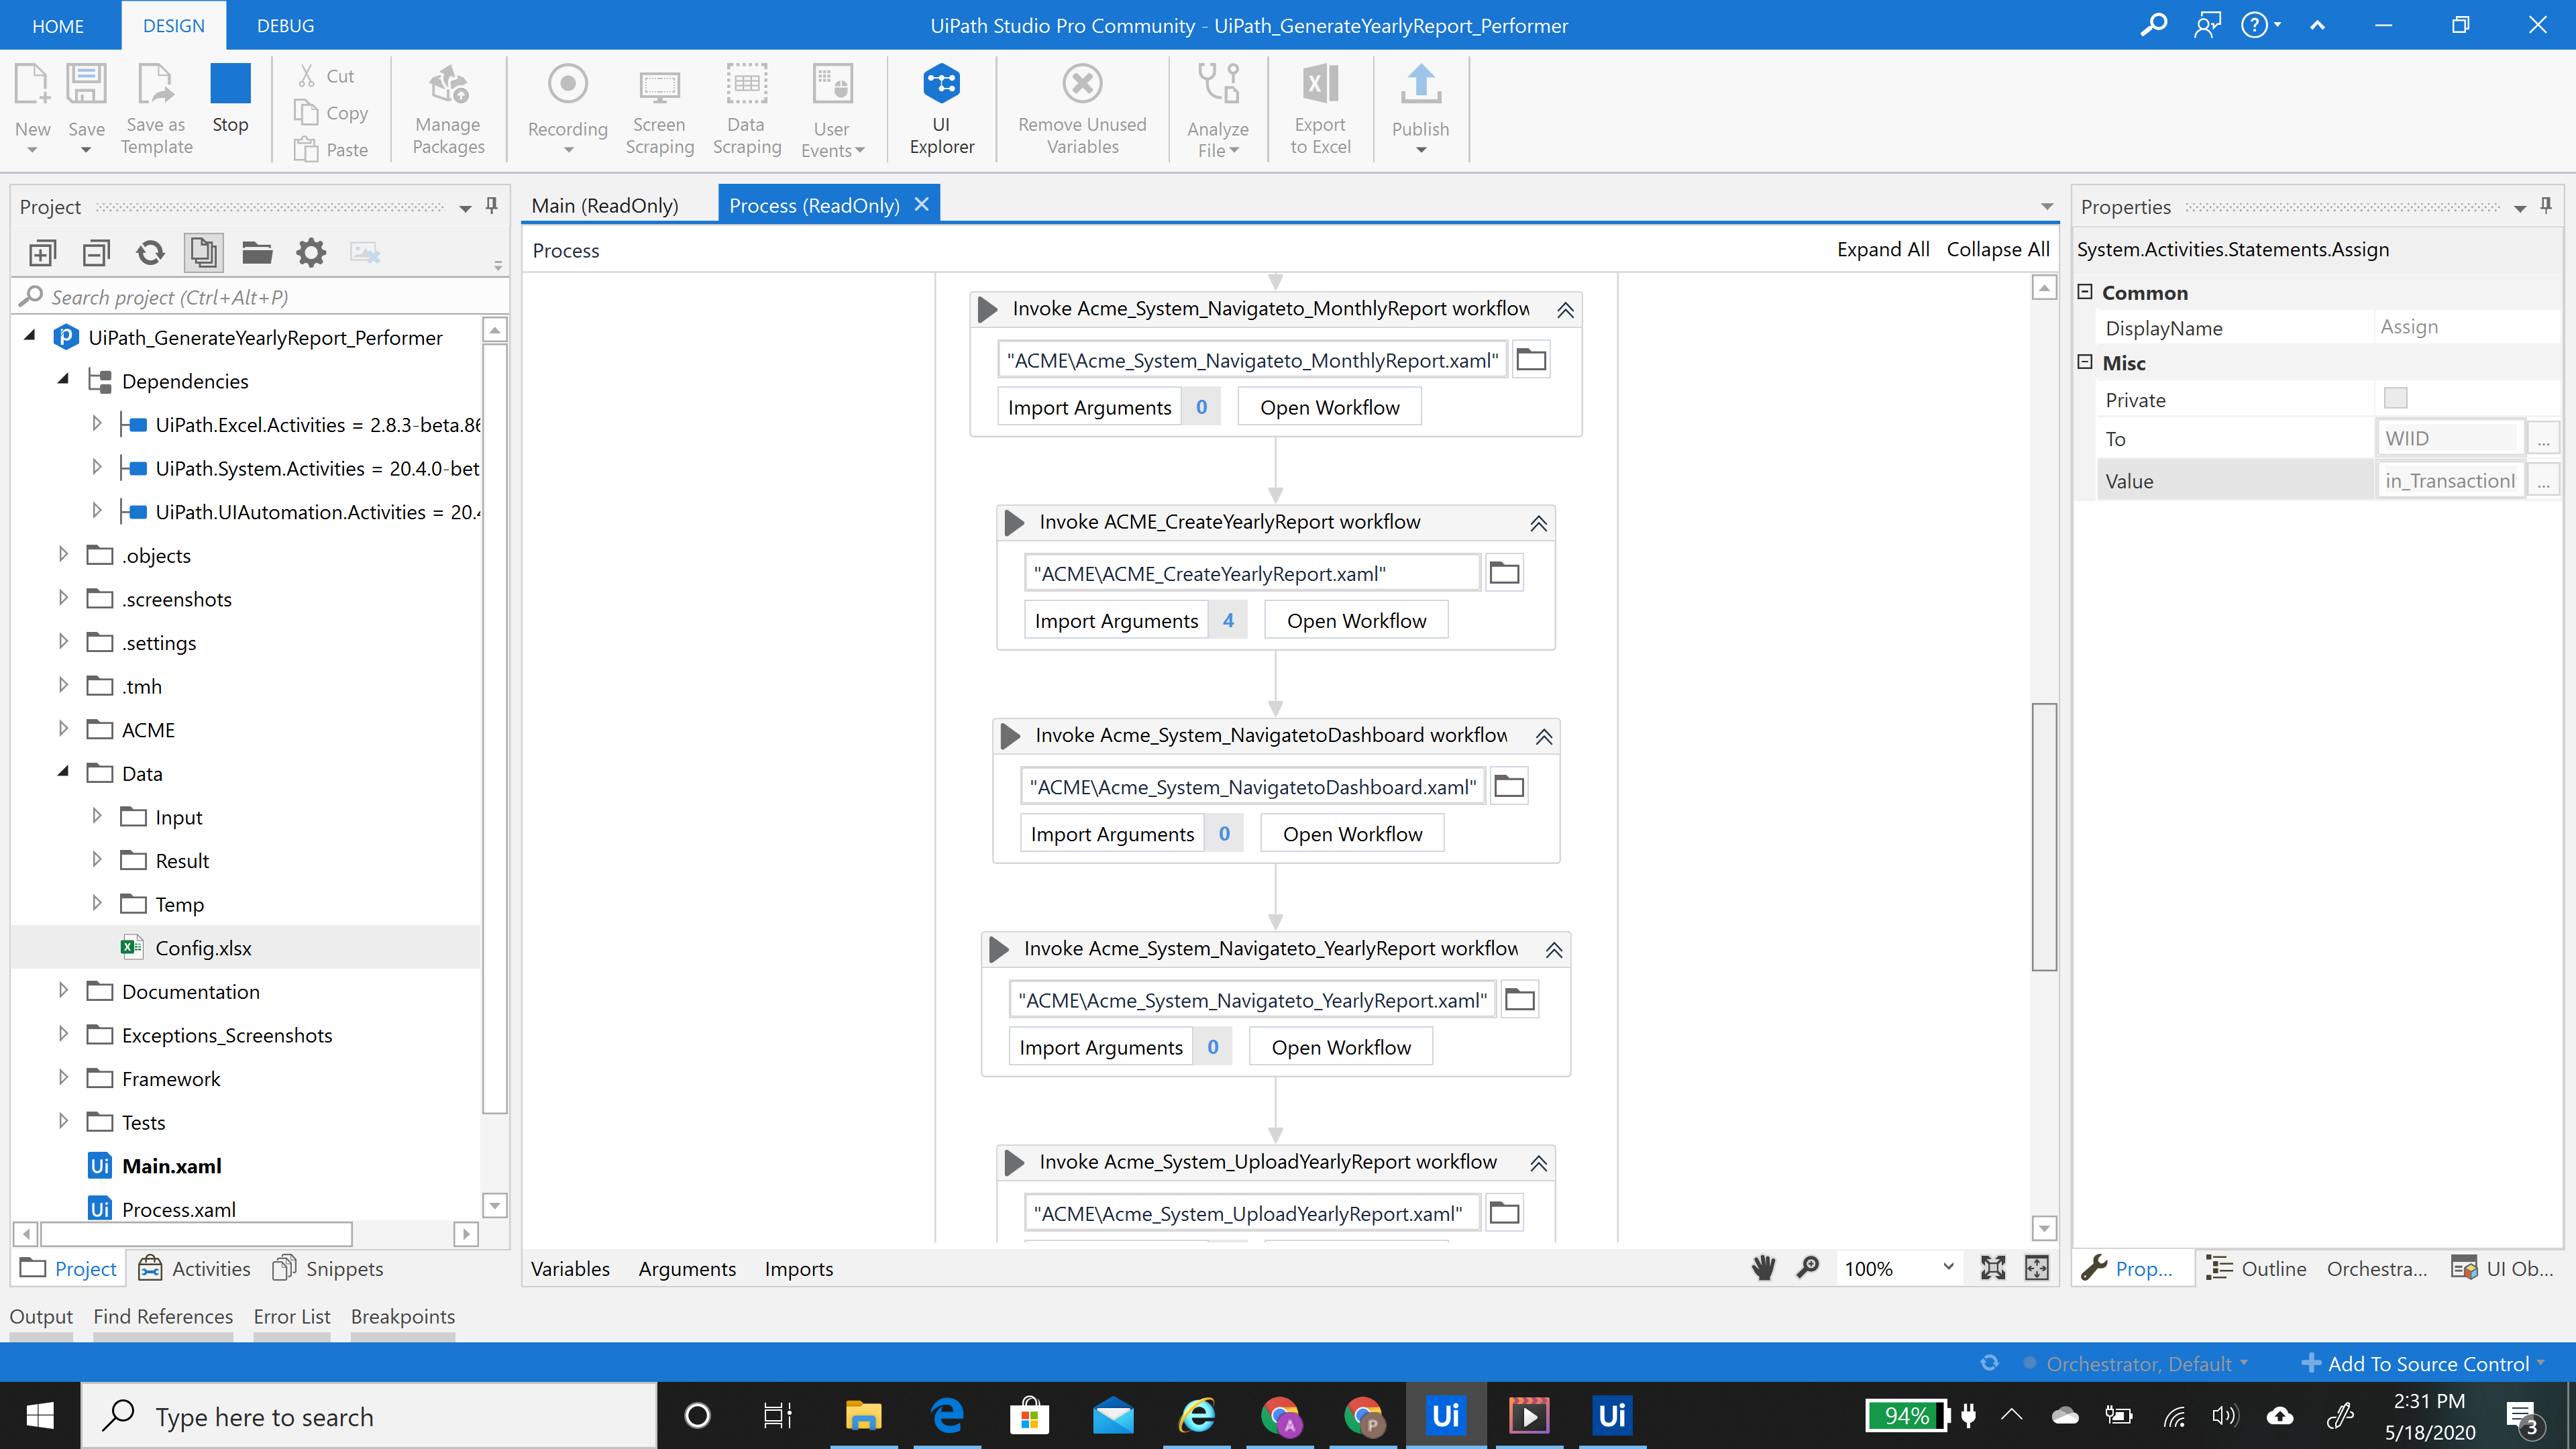 HOME DESIGN DEBUG UiPath Studio Pro Community - UiPath_GenerateYearlyReport_Performer
New
Save
Save as Template
Stop
Cut
Copy
Paste
Manage Packages
Recording
Screen Scraping
Data Scraping
User Events
UI Explorer
Remove Unused Variables
Analyze File
Export to Excel
Publish
Project
Search project (Ctrl+Alt+P)
UiPath_GenerateYearlyReport_Performer
Dependencies
UiPath.Excel.Activities = 2.8.3-beta.86
UiPath.System.Activities = 20.4.0-bet
UiPath.UIAutomation.Activities = 20.4
.objects
.screenshots
.settings
.tmh
ACME
Data
Input
Result
Temp
Config.xlsx
Documentation
Exceptions_Screenshots
Framework
Tests
Main.xaml
Process.xaml
Project Activities Snippets
Main (ReadOnly) Process (ReadOnly)
Process Expand All Collapse All
Invoke Acme_System_Navigateto_MonthlyReport workflow
"ACME\Acme_System_Navigateto_MonthlyReport.xaml"
Import Arguments 0 Open Workflow
Invoke ACME_CreateYearlyReport workflow
"ACME\ACME_CreateYearlyReport.xaml"
Import Arguments 4 Open Workflow
Invoke Acme_System_NavigatetoDashboard workflow
"ACME\Acme_System_NavigatetoDashboard.xaml"
Import Arguments 0 Open Workflow
Invoke Acme_System_Navigateto_YearlyReport workflow
"ACME\Acme_System_Navigateto_YearlyReport.xaml"
Import Arguments 0 Open Workflow
Invoke Acme_System_UploadYearlyReport workflow
"ACME\Acme_System_UploadYearlyReport.xaml"
Variables Arguments Imports 100%
Properties
System.Activities.Statements.Assign
Common
DisplayName Assign
Misc
Private
To WIID ...
Value in_TransactionI ...
Prop... Outline Orchestra... UI Ob...
Output Find References Error List Breakpoints
Orchestrator, Default Add To Source Control
Type here to search
94%
2:31 PM
5/18/2020
3